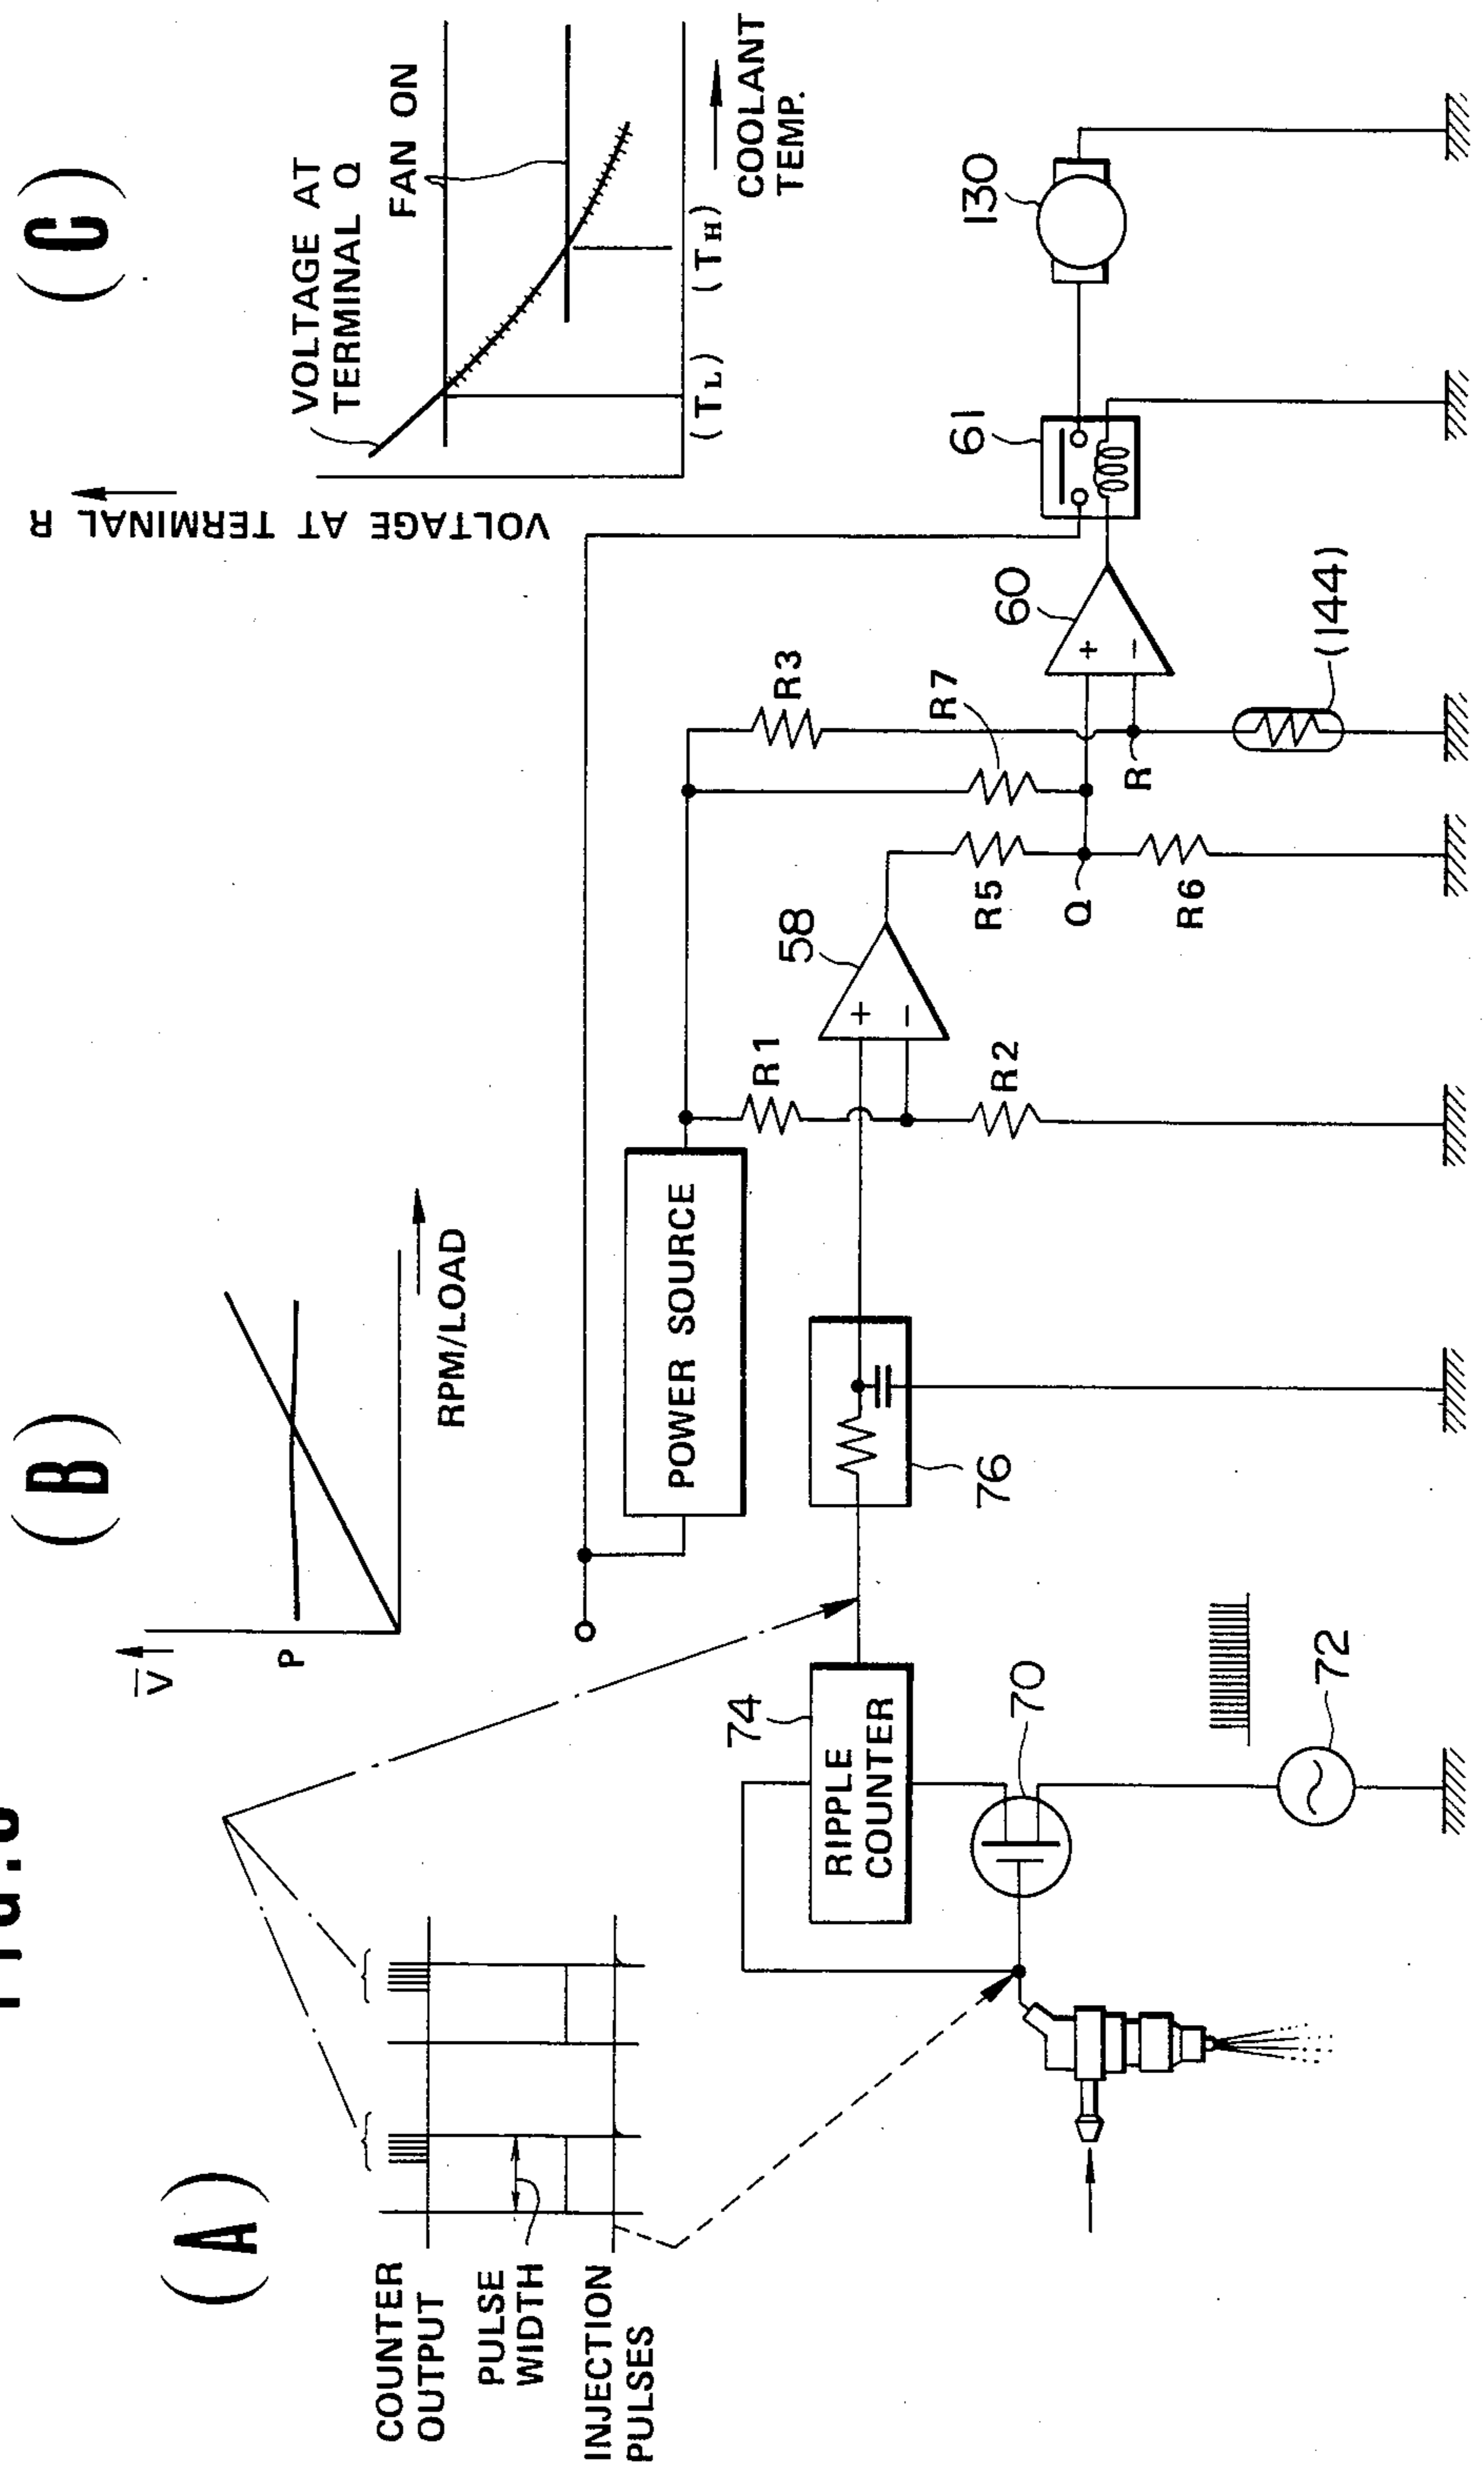 (A)
COUNTER
OUTPUT
PULSE
WIDTH
INJECTION
PULSES
(B)
V̅
P
RPM/LOAD
(C)
VOLTAGE AT TERMINAL R
VOLTAGE AT
TERMINAL Q
FAN ON
(TL)
(TH)
COOLANT
TEMP.
POWER SOURCE
74
RIPPLE
COUNTER
70
72
76
R1
R2
58
+
−
R5
Q
R6
R7
R3
R
60
+
−
61
(144)
130